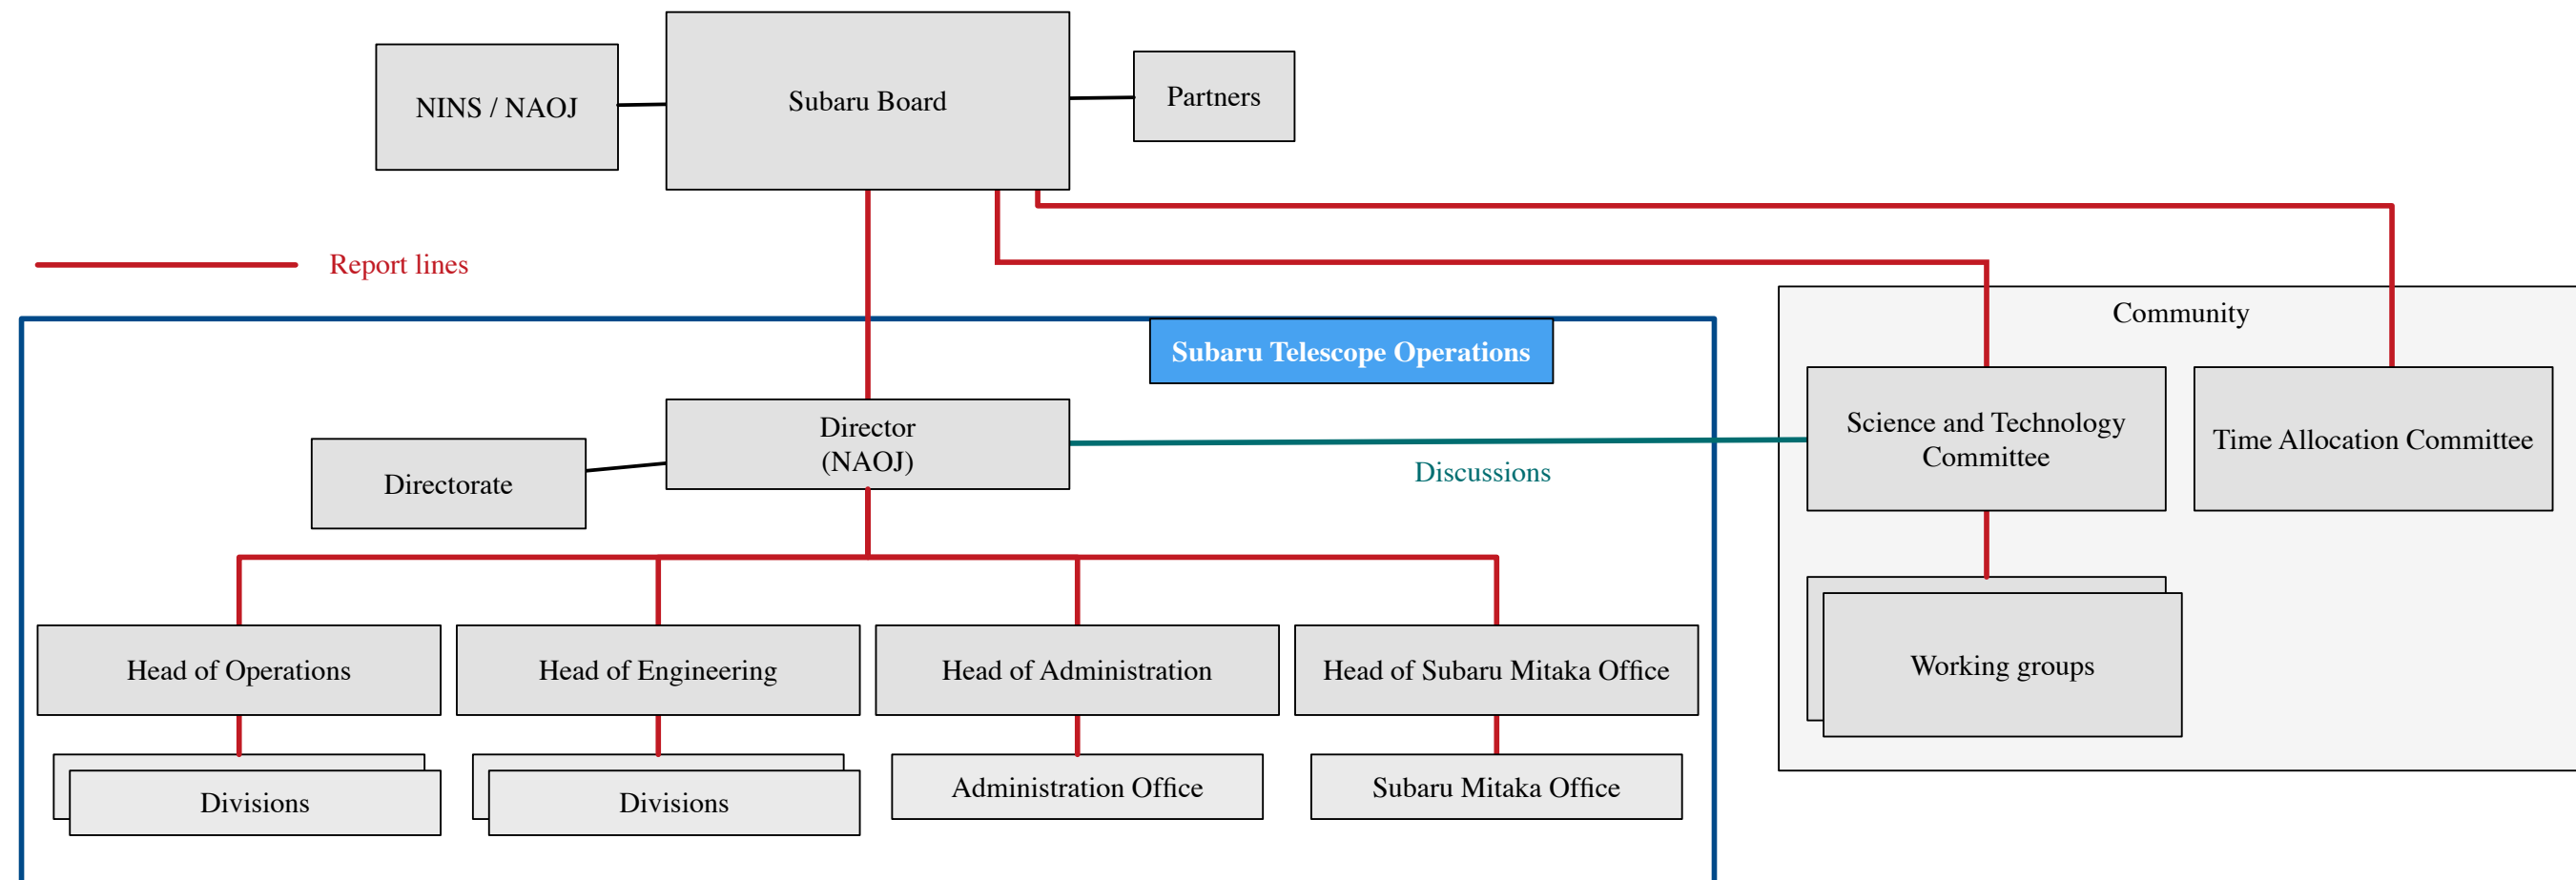 NINS / NAOJ
Subaru Board
Partners
Report lines
Community
Subaru Telescope Operations
Director
(NAOJ)
Science and Technology
Committee
Time Allocation Committee
Directorate
Discussions
Head of Operations
Head of Engineering
Head of Administration
Head of Subaru Mitaka Office
Working groups
Divisions
Divisions
Administration Office
Subaru Mitaka Office